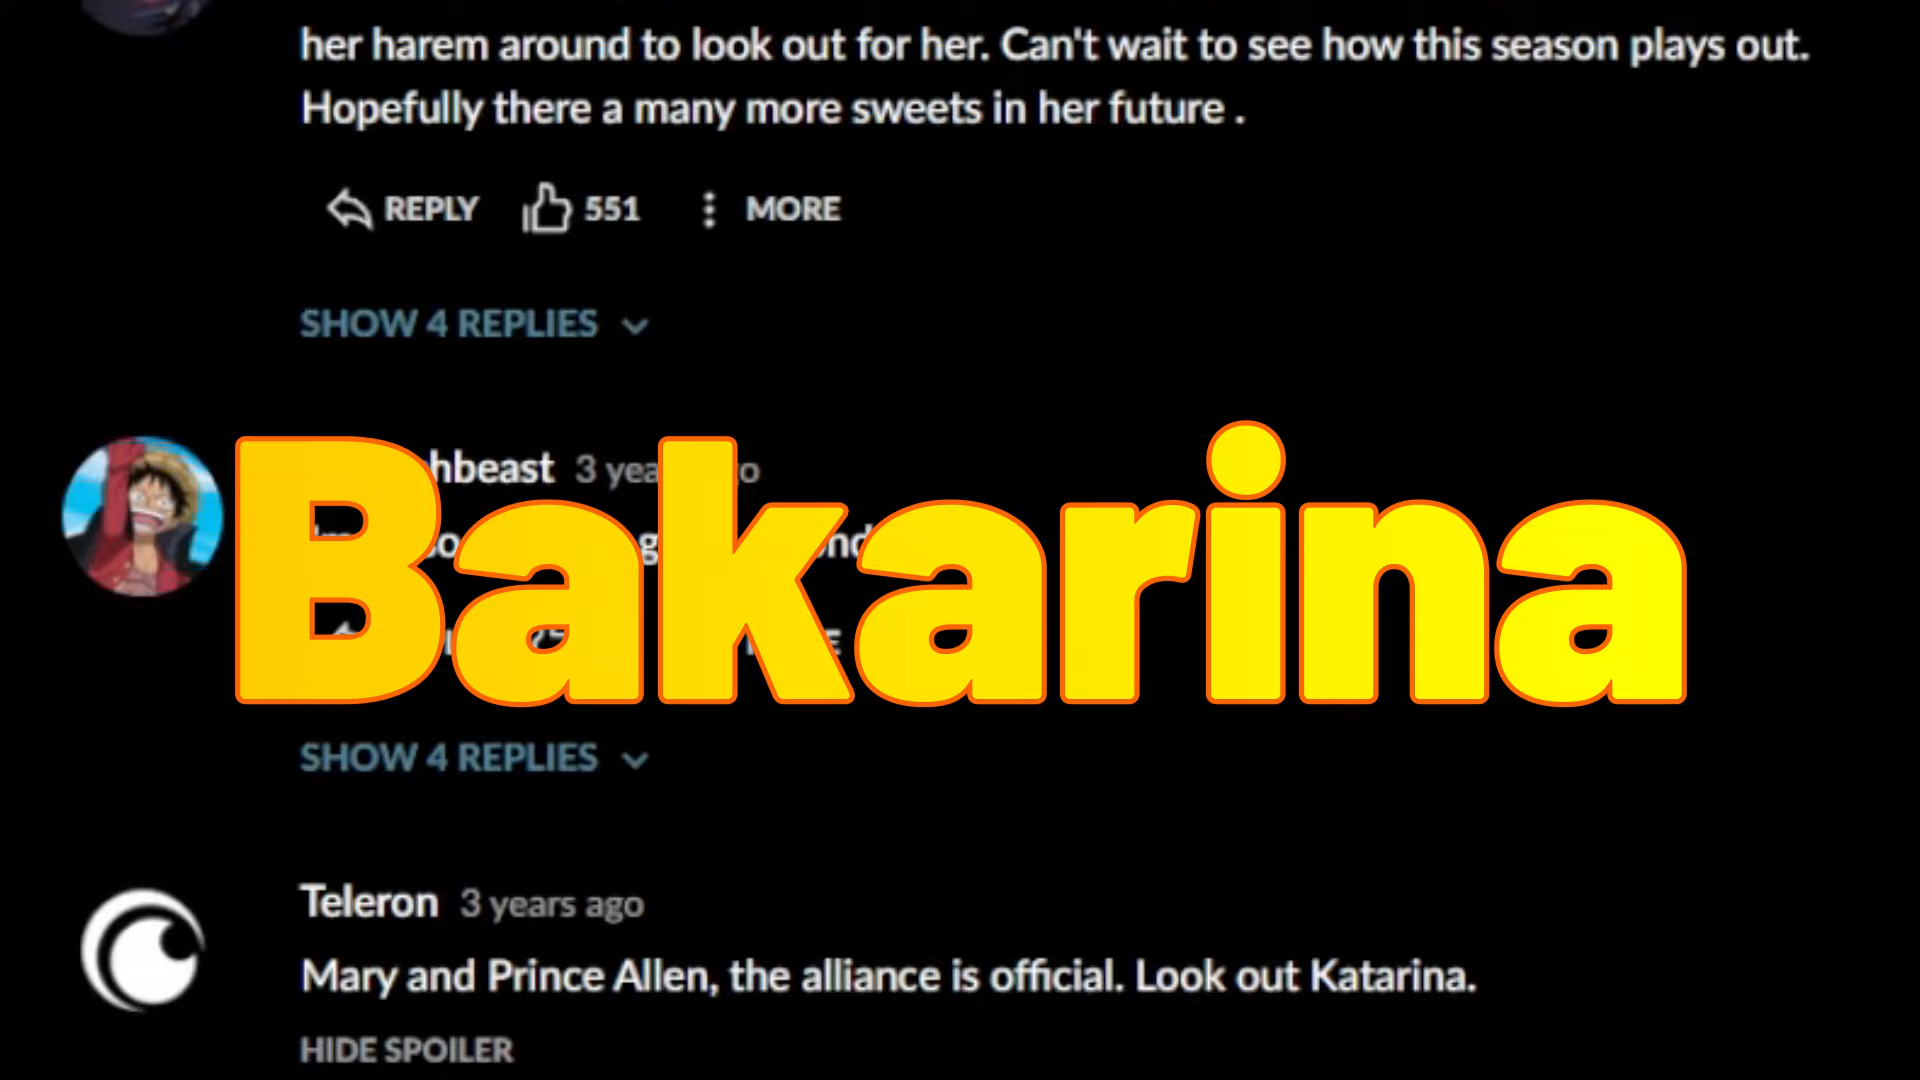 her harem around to look out for her. Can't wait to see how this season plays out.
Hopefully there a many more sweets in her future .
REPLY 551 MORE
SHOW 4 REPLIES
Bakarina
SHOW 4 REPLIES
Teleron 3 years ago
Mary and Prince Allen, the alliance is official. Look out Katarina.
HIDE SPOILER